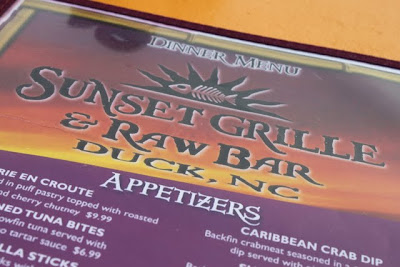 DINNER MENU
SUNSET GRILLE
& RAW BAR
DUCK, NC
APPETIZERS
RIE EN CROUTE
d in puff pastry topped with roasted
d cherry chutney $9.99
NED TUNA BITES
owfin tuna served with
o tartar sauce $6.99
LLA STICKS
CARIBBEAN CRAB DIP
Backfin crabmeat seasoned in a
dip served with